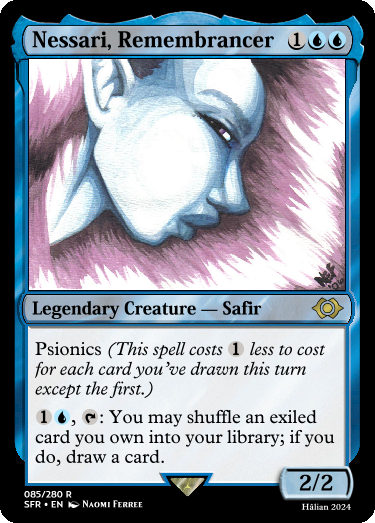 Nessari, Remembrancer 1
Legendary Creature — Safir
Psionics (This spell costs 1 less to cost
for each card you've drawn this turn
except the first.)
1, : You may shuffle an exiled
card you own into your library; if you
do, draw a card.
2/2
085/280 R
SFR • EN Naomi Ferree
Hālian 2024